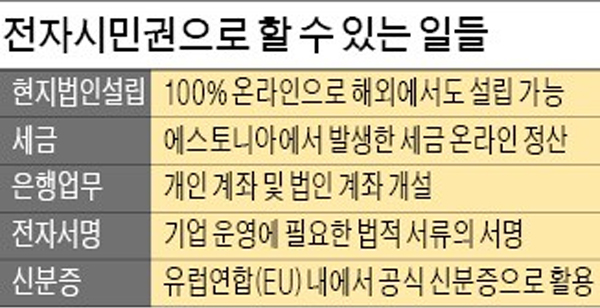 전자시민권으로 할 수 있는 일들
현지법인설립 100% 온라인으로 해외에서도 설립 가능
세금 에스토니아에서 발생한 세금 온라인 정산
은행업무 개인 계좌 및 법인 계좌 개설
전자서명 기업 운영에 필요한 법적 서류의 서명
신분증 유럽연합(EU) 내에서 공식 신분증으로 활용